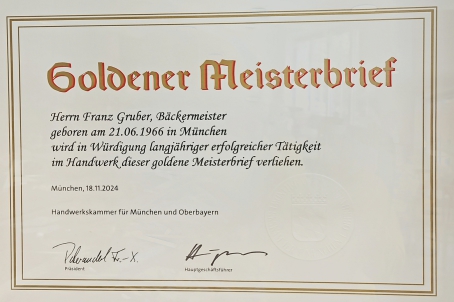 Goldener Meisterbrief
Herrn Franz Gruber, Bäckermeister
geboren am 21.06.1966 in München
wird in Würdigung langjähriger erfolgreicher Tätigkeit
im Handwerk dieser goldene Meisterbrief verliehen.
München, 18.11.2024
Handwerkskammer für München und Oberbayern
Präsident
Hauptgeschäftsführer